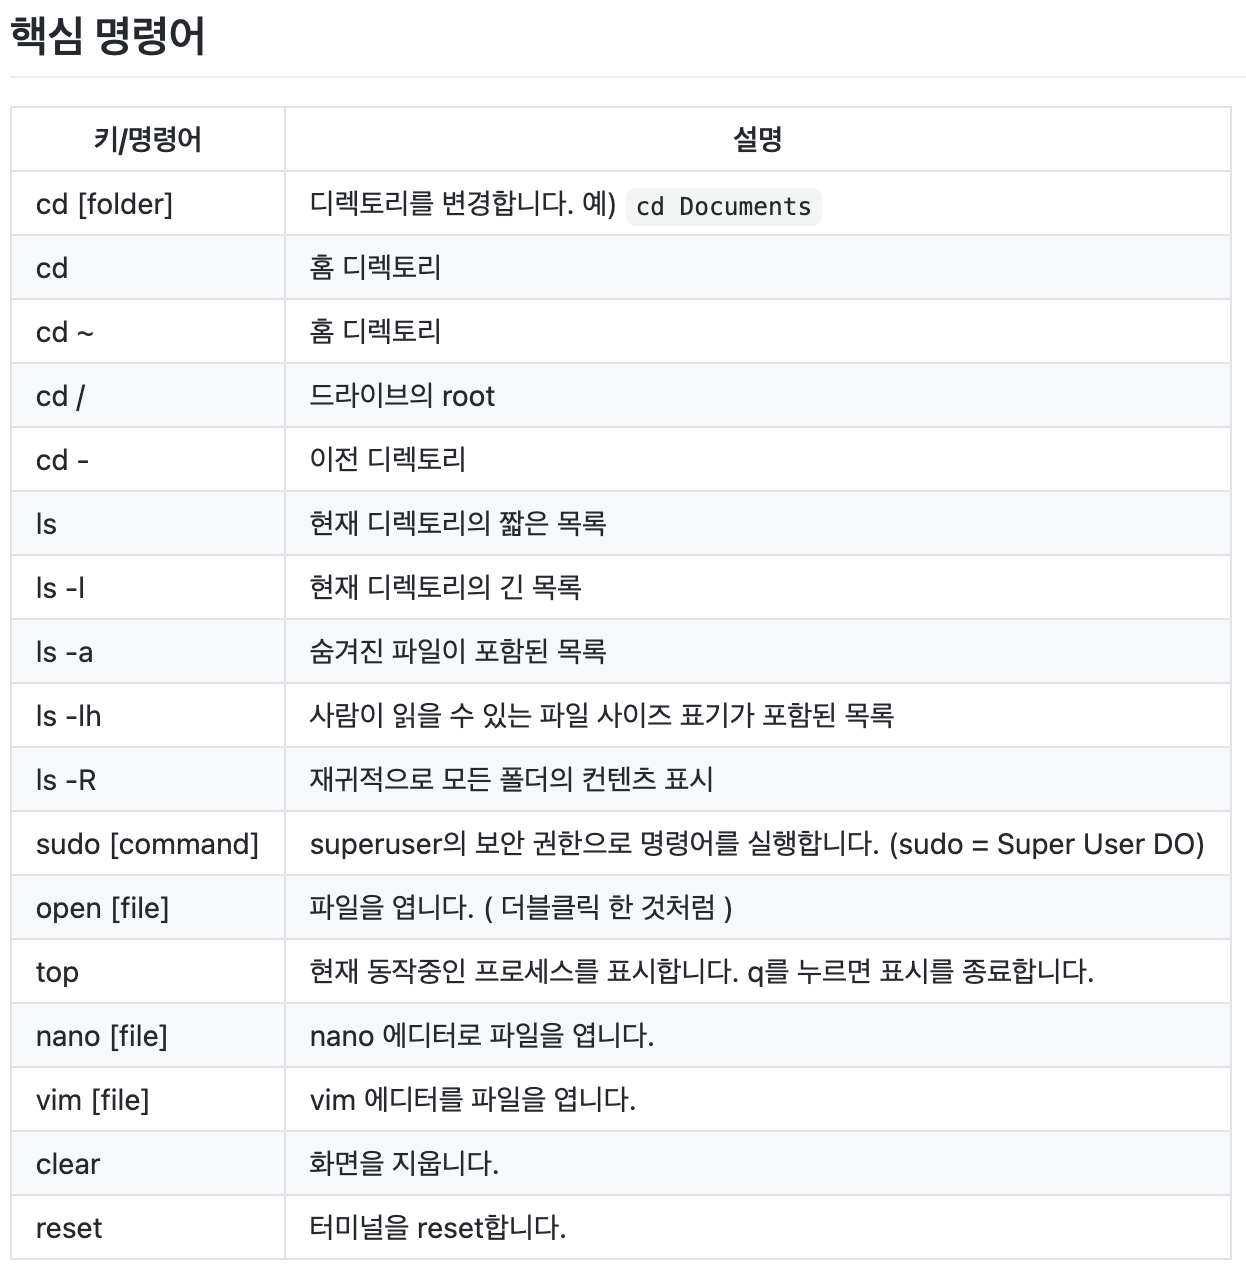 핵심 명령어
키/명령어 설명
cd [folder] 디렉토리를 변경합니다. 예) cd Documents
cd 홈 디렉토리
cd ~ 홈 디렉토리
cd / 드라이브의 root
cd - 이전 디렉토리
ls 현재 디렉토리의 짧은 목록
ls -l 현재 디렉토리의 긴 목록
ls -a 숨겨진 파일이 포함된 목록
ls -lh 사람이 읽을 수 있는 파일 사이즈 표기가 포함된 목록
ls -R 재귀적으로 모든 폴더의 컨텐츠 표시
sudo [command] superuser의 보안 권한으로 명령어를 실행합니다. (sudo = Super User DO)
open [file] 파일을 엽니다. ( 더블클릭 한 것처럼 )
top 현재 동작중인 프로세스를 표시합니다. q를 누르면 표시를 종료합니다.
nano [file] nano 에디터로 파일을 엽니다.
vim [file] vim 에디터를 파일을 엽니다.
clear 화면을 지웁니다.
reset 터미널을 reset합니다.